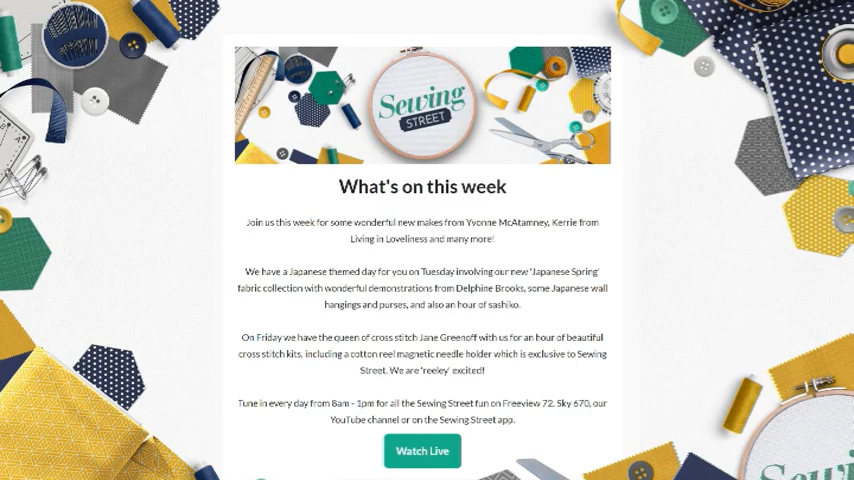 Sewing
STREET
What's on this week
Join us this week for some wonderful new makes from Yvonne McAtamney, Kerrie from
Living in Loveliness and many more!
We have a Japanese themed day for you on Tuesday involving our new 'Japanese Spring'
fabric collection with wonderful demonstrations from Delphine Brooks, some Japanese wall
hangings and purses, and also an hour of sashiko.
On Friday we have the queen of cross stitch Jane Greenoff with us for an hour of beautiful
cross stitch kits, including a cotton reel magnetic needle holder which is exclusive to Sewing
Street. We are 'reeley' excited!
Tune in every day from 8am - 1pm for all the Sewing Street fun on Freeview 72, Sky 670, our
YouTube channel or on the Sewing Street app.
Watch Live